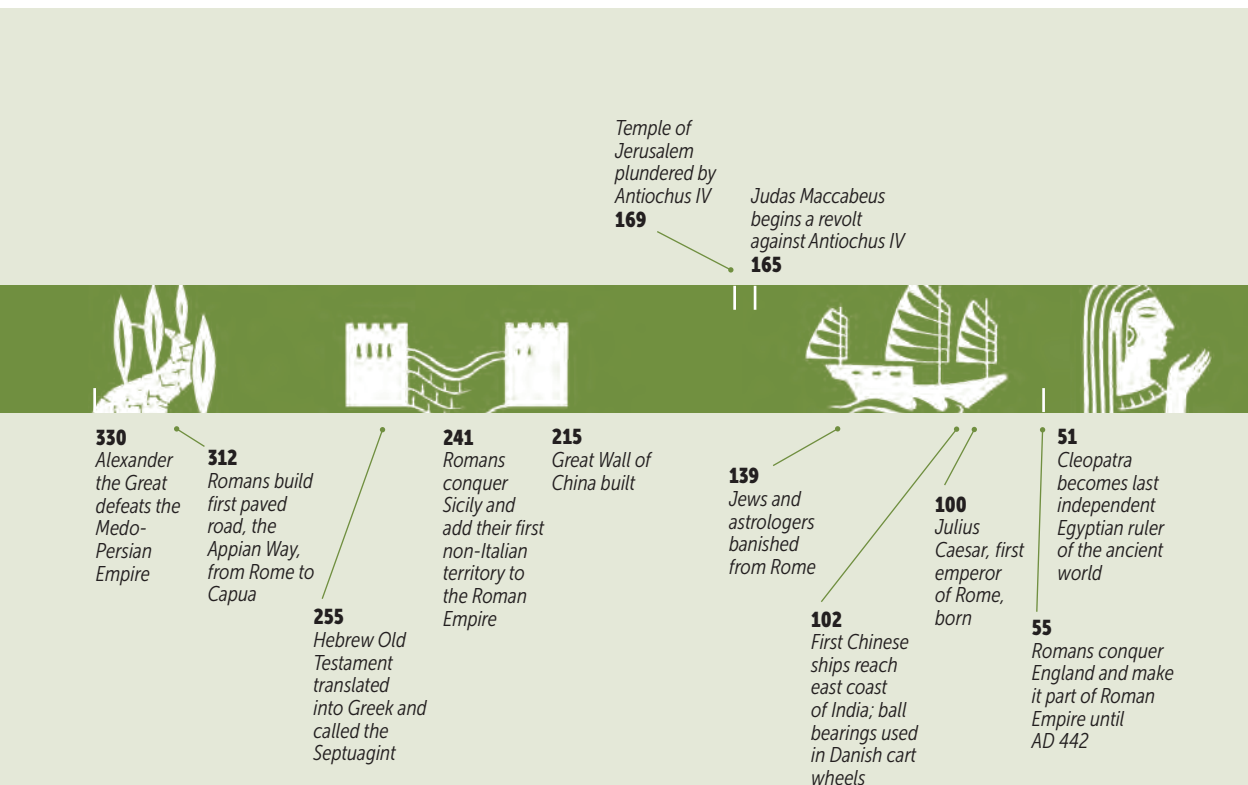 Temple of
Jerusalem
plundered by
Antiochus IV
169
Judas Maccabeus
begins a revolt
against Antiochus IV
165
330
Alexander
the Great
defeats the
Medo-
Persian
Empire
312
Romans build
first paved
road, the
Appian Way,
from Rome to
Capua
255
Hebrew Old
Testament
translated
into Greek and
called the
Septuagint
241
Romans
conquer
Sicily and
add their first
non-Italian
territory to
the Roman
Empire
215
Great Wall of
China built
139
Jews and
astrologers
banished
from Rome
102
First Chinese
ships reach
east coast
of India; ball
bearings used
in Danish cart
wheels
100
Julius
Caesar, first
emperor
of Rome,
born
55
Romans conquer
England and make
it part of Roman
Empire until
AD 442
51
Cleopatra
becomes last
independent
Egyptian ruler
of the ancient
world